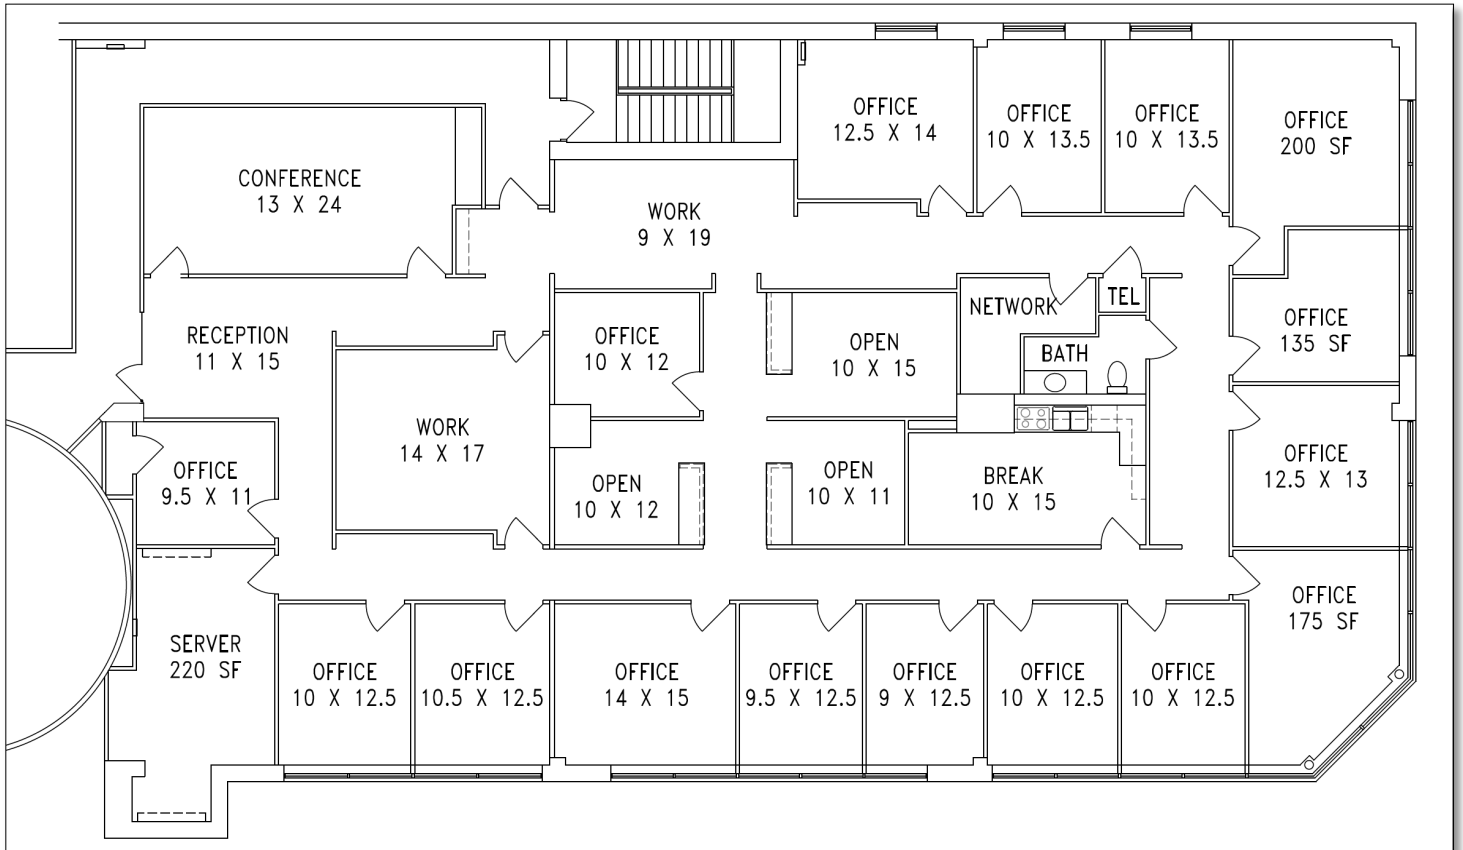 OFFICE
12.5 X 14
OFFICE
10 X 13.5
OFFICE
10 X 13.5
OFFICE
200 SF
CONFERENCE
13 X 24
WORK
9 X 19
NETWORK
TEL
OFFICE
135 SF
RECEPTION
11 X 15
OFFICE
10 X 12
OPEN
10 X 15
BATH
WORK
14 X 17
OFFICE
12.5 X 13
OFFICE
9.5 X 11
OPEN
10 X 12
OPEN
10 X 11
BREAK
10 X 15
OFFICE
175 SF
SERVER
220 SF
OFFICE
10 X 12.5
OFFICE
10.5 X 12.5
OFFICE
14 X 15
OFFICE
9.5 X 12.5
OFFICE
9 X 12.5
OFFICE
10 X 12.5
OFFICE
10 X 12.5